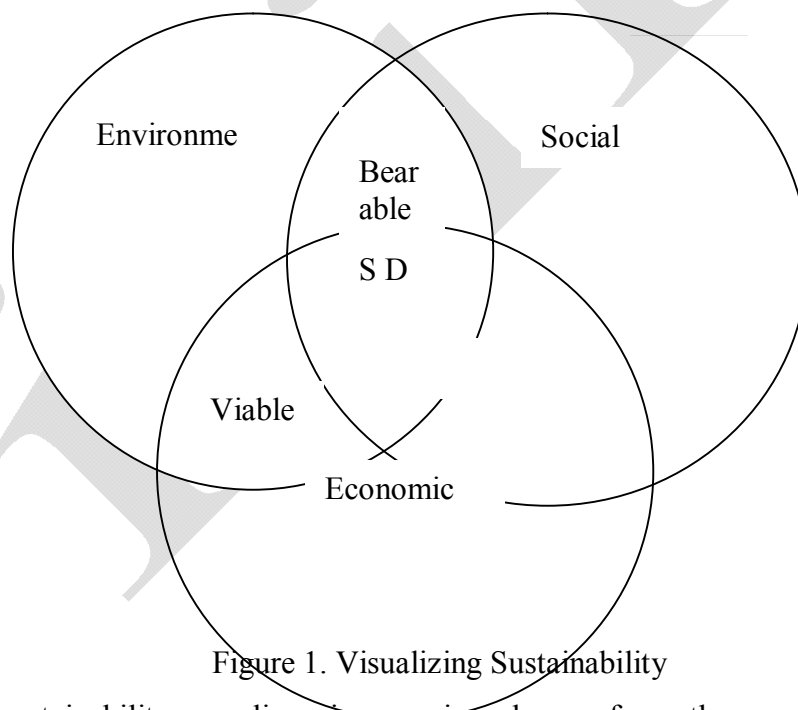 Environme
Social
Bear
able
S D
Viable
Economic
Figure 1. Visualizing Sustainability